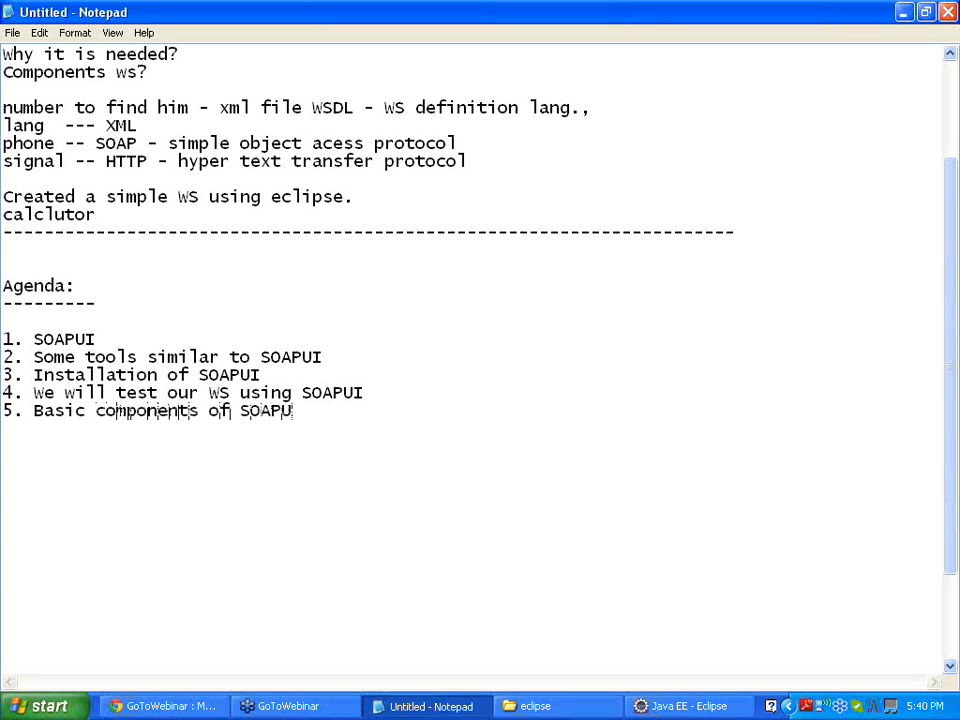 Untitled - Notepad
File Edit Format View Help
Why it is needed?
Components ws?
number to find him - xml file WSDL - WS definition lang.,
lang --- XML
phone -- SOAP - simple object acess protocol
signal -- HTTP - hyper text transfer protocol
Created a simple WS using eclipse.
calclutor
-----------------------------------------------------------------------
Agenda:
---------
1. SOAPUI
2. Some tools similar to SOAPUI
3. Installation of SOAPUI
4. We will test our WS using SOAPUI
5. Basic components of SOAPU
start GoToWebinar : M... GoToWebinar Untitled - Notepad eclipse Java EE - Eclipse 5:40 PM